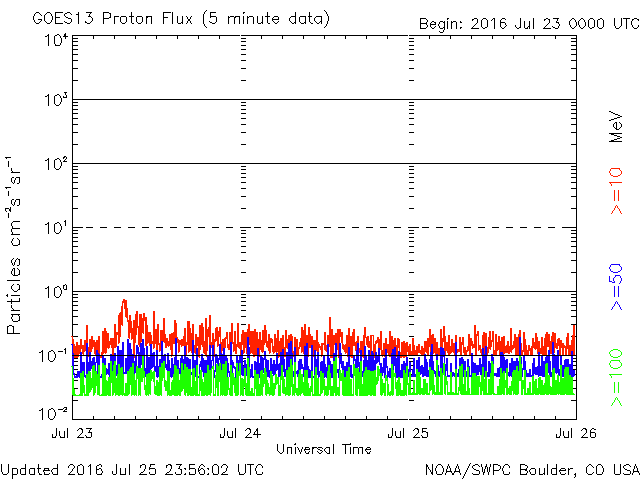 GOES13 Proton Flux (5 minute data)
Begin: 2016 Jul 23 0000 UTC
Particles cm⁻²s⁻¹sr⁻¹
10⁴
10³
10²
10¹
10⁰
10⁻¹
10⁻²
Jul 23
Jul 24
Jul 25
Jul 26
Universal Time
>=100 >=50 >=10 MeV
Updated 2016 Jul 25 23:56:02 UTC
NOAA/SWPC Boulder, CO USA